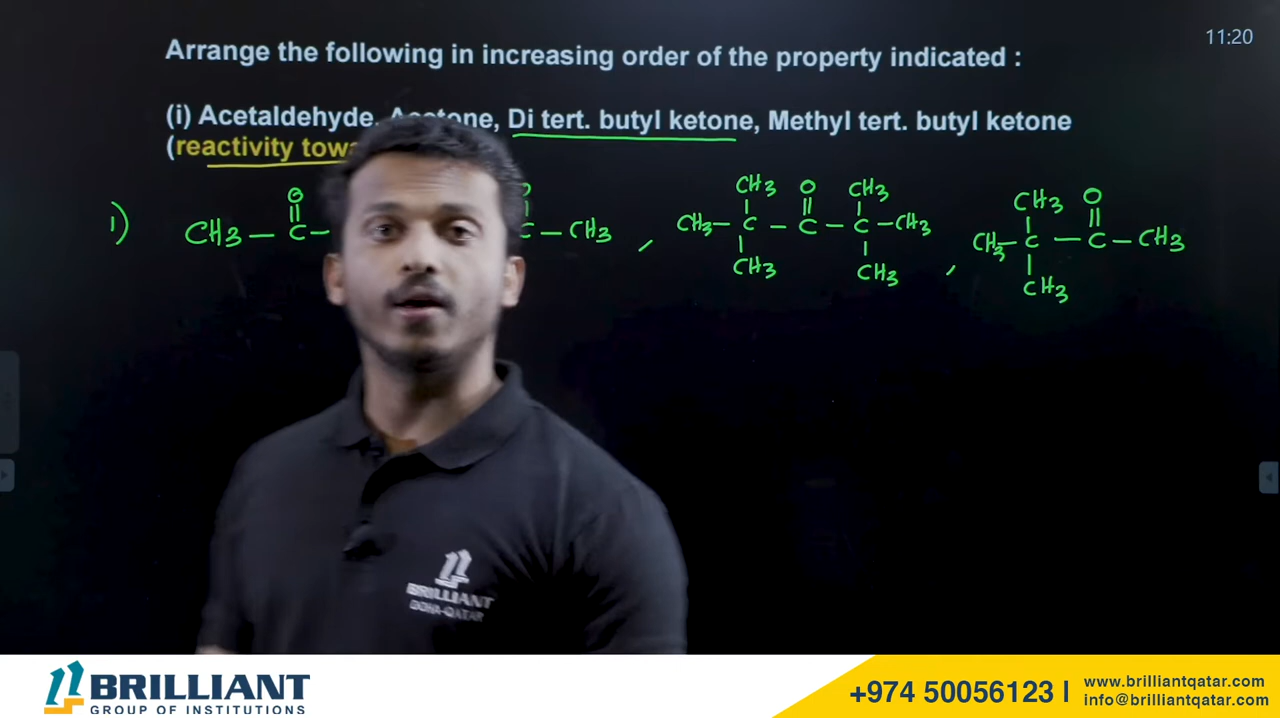 11:20
Arrange the following in increasing order of the property indicated :
(i) Acetaldehyde, Acetone, Di tert. butyl ketone, Methyl tert. butyl ketone
(reactivity
CH3 O CH3 CH3 O
1) CH3 — C — C — CH3 , CH3 — C — C — C — CH3 , CH3 — C — C — CH3
CH3 CH3 CH3
BRILLIANT
DOHA-QATAR
BRILLIANT
GROUP OF INSTITUTIONS
+974 50056123 |
www.brilliantqatar.com
info@brilliantqatar.com